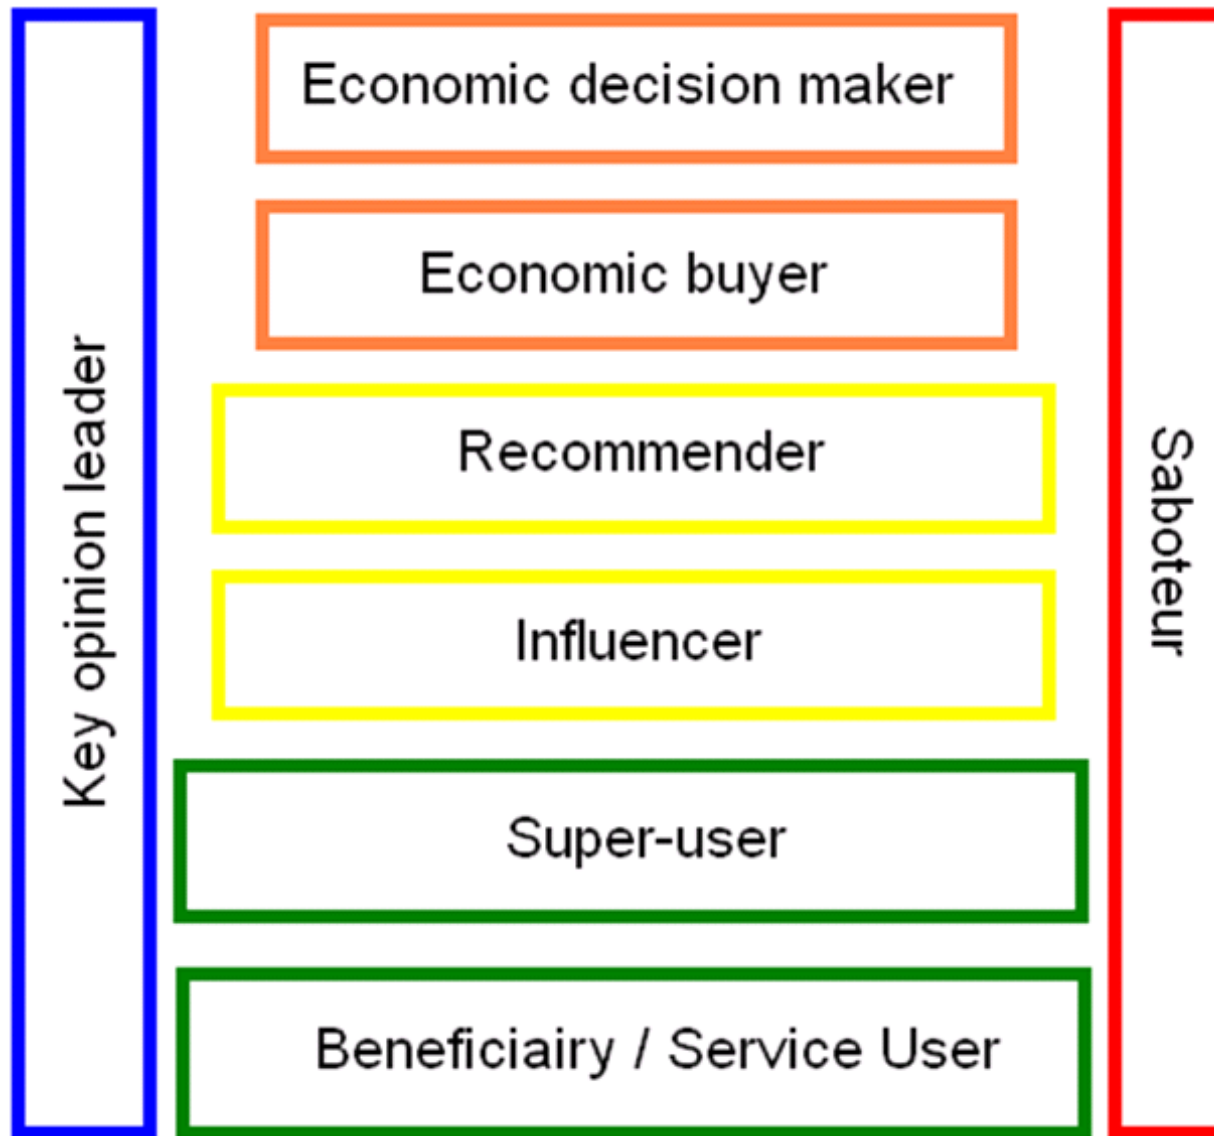 Key opinion leader
Economic decision maker
Economic buyer
Recommender
Influencer
Super-user
Beneficiairy / Service User
Saboteur